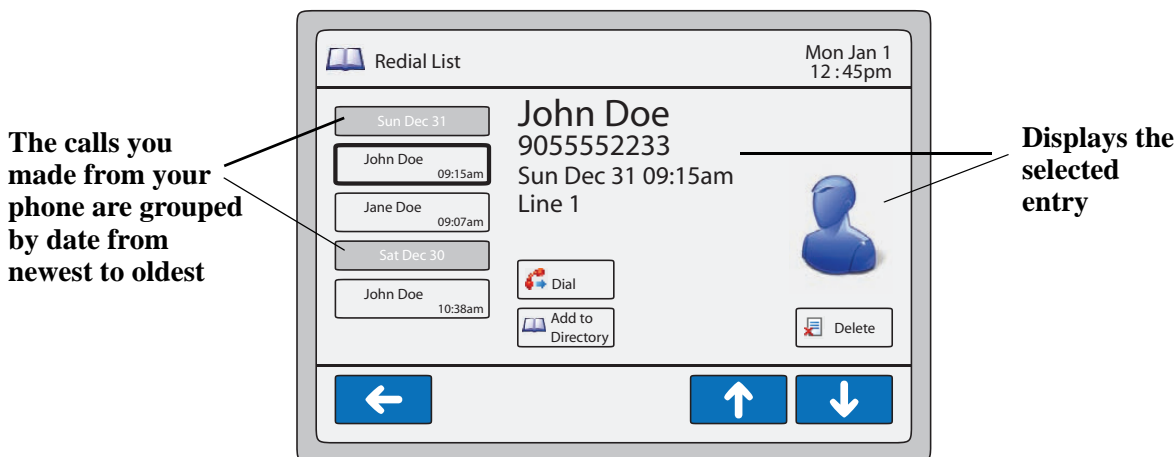 Redial List
Mon Jan 1
12 : 45pm
The calls you
made from your
phone are grouped
by date from
newest to oldest
Sun Dec 31
John Doe
09:15am
Jane Doe
09:07am
Sat Dec 30
John Doe
10:38am
John Doe
9055552233
Sun Dec 31 09:15am
Line 1
Dial
Add to
Directory
Delete
Displays the
selected
entry